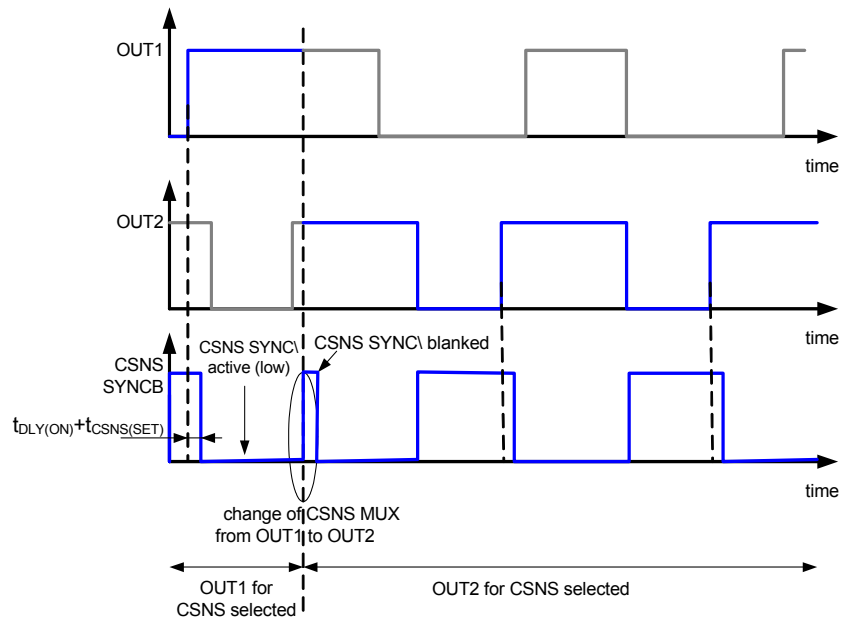 OUT1
time
OUT2
time
CSNS
SYNCB
CSNS SYNC\
active (low)
CSNS SYNC\ blanked
tDLY(ON)+tCSNS(SET)
time
change of CSNS MUX
from OUT1 to OUT2
OUT1 for
CSNS selected
OUT2 for CSNS selected